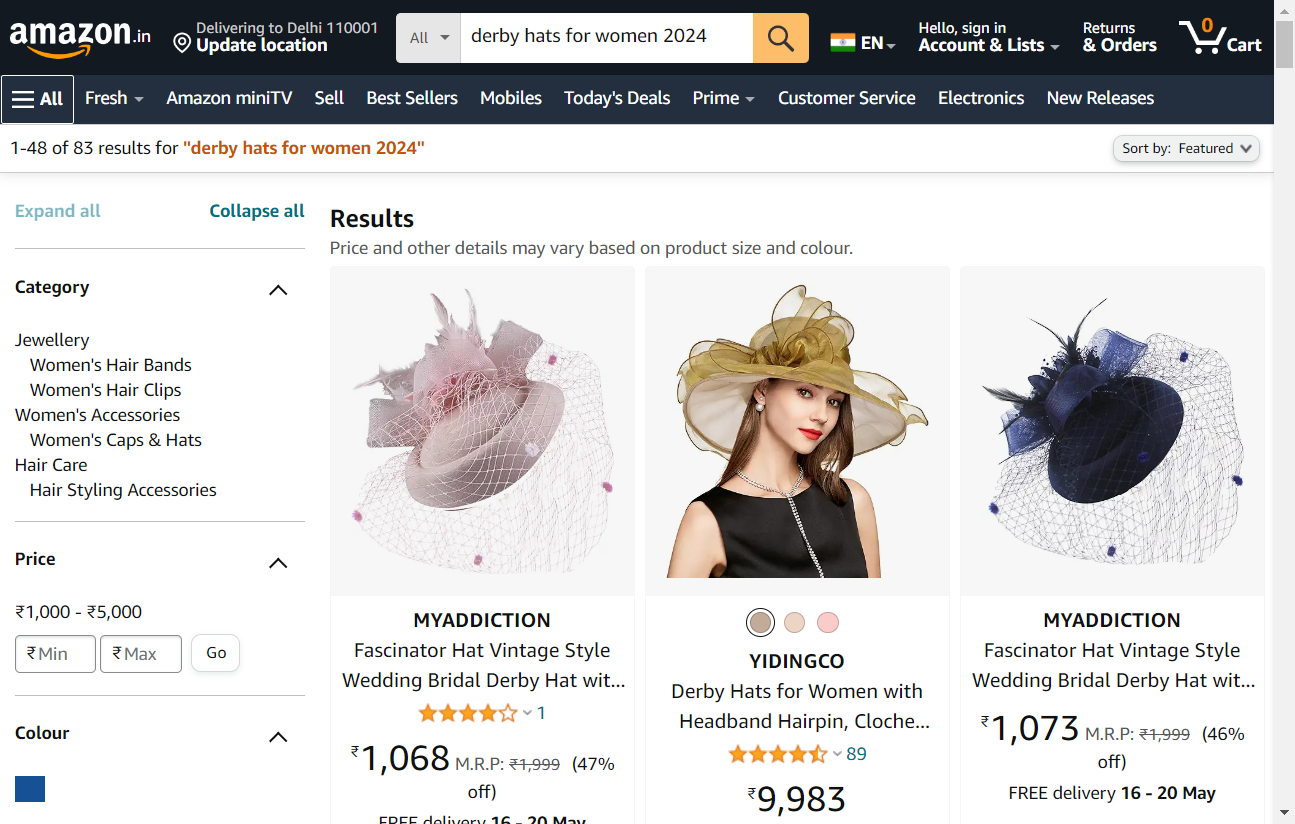 amazon.in
Delivering to Delhi 110001
Update location
All
derby hats for women 2024
EN
Hello, sign in
Account & Lists
Returns
& Orders
0
Cart
All
Fresh
Amazon miniTV
Sell
Best Sellers
Mobiles
Today's Deals
Prime
Customer Service
Electronics
New Releases
1-48 of 83 results for "derby hats for women 2024"
Sort by: Featured
Expand all
Collapse all
Category
Jewellery
Women's Hair Bands
Women's Hair Clips
Women's Accessories
Women's Caps & Hats
Hair Care
Hair Styling Accessories
Price
₹1,000 - ₹5,000
₹ Min
₹ Max
Go
Colour
Results
Price and other details may vary based on product size and colour.
MYADDICTION
Fascinator Hat Vintage Style
Wedding Bridal Derby Hat wit...
1
₹1,068 M.R.P: ₹1,999 (47%
off)
FREE delivery 16 - 20 May
YIDINGCO
Derby Hats for Women with
Headband Hairpin, Cloche...
89
₹9,983
MYADDICTION
Fascinator Hat Vintage Style
Wedding Bridal Derby Hat wit...
₹1,073 M.R.P: ₹1,999 (46%
off)
FREE delivery 16 - 20 May